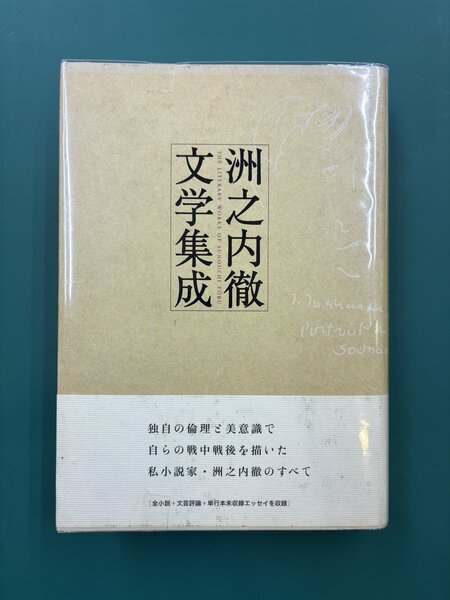 洲之内徹
THE LITERARY WORKS OF SUNOUCHI TORU
文学集成
独自の倫理と美意識で
自らの戦中戦後を描いた
私小説家・洲之内徹のすべて
[全小説+文芸評論+単行本未収録エッセイを収録]